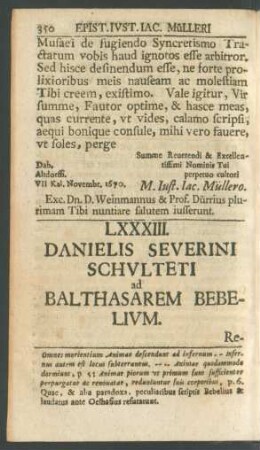 350 EPIST. IVST. IAC. MüLLERI
Musaei de fugiendo Syncretismo Tra-
ctarum vobis haud ignotos esse arbitror.
Sed hisce desinendum esse, ne forte pro-
lixioribus meis nauseam ac molestiam
Tibi creem, existimo. Vale igitur, Vir
summe, Fautor optime, & hasce meas,
quas currente, vt vides, calamo scripsi,
aequi bonique consule, mihi vero fauere,
vt soles, perge
Summe Reuerendi & Excellen-
Dab. tissimi Nominis Tui
Altdorffi. perpetuo cultori
VII Kal. Novembr. 1690. M. Iust. Iac. Müllero.
Exc. Dn. D. Weinmannus & Prof. Dürrius plu-
rimam Tibi nuntiare salutem iusserunt.
LXXXIII.
DANIELIS SEVERINI
SCHVLTETI
ad
BALTHASAREM BEBE-
LIVM.
Re-
Omnes morientium Animae descendunt ad infernum. -- Infer-
nus autem est locus subterraneus. -- -- Animae quodammodo
dormiunt, p. 55 Animae piorum vt primum sunt sufficienter
perpurgatae ac renouatae, reducluntur suis corporibus, p. 6.
Quae, & alia paradoxa, peculiaribus scriptis Bebelius &
laudatus ante Oelhafius refutarunt.